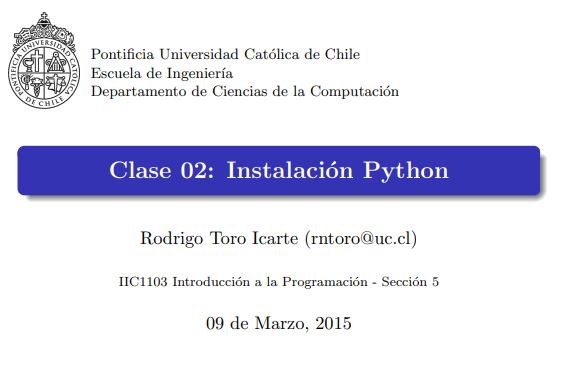 Pontificia Universidad Católica de Chile
Escuela de Ingeniería
Departamento de Ciencias de la Computación
PONTIFICIA UNIVERSIDAD CATÓLICA DE CHILE
Clase 02: Instalación Python
Rodrigo Toro Icarte (rntoro@uc.cl)
IIC1103 Introducción a la Programación - Sección 5
09 de Marzo, 2015